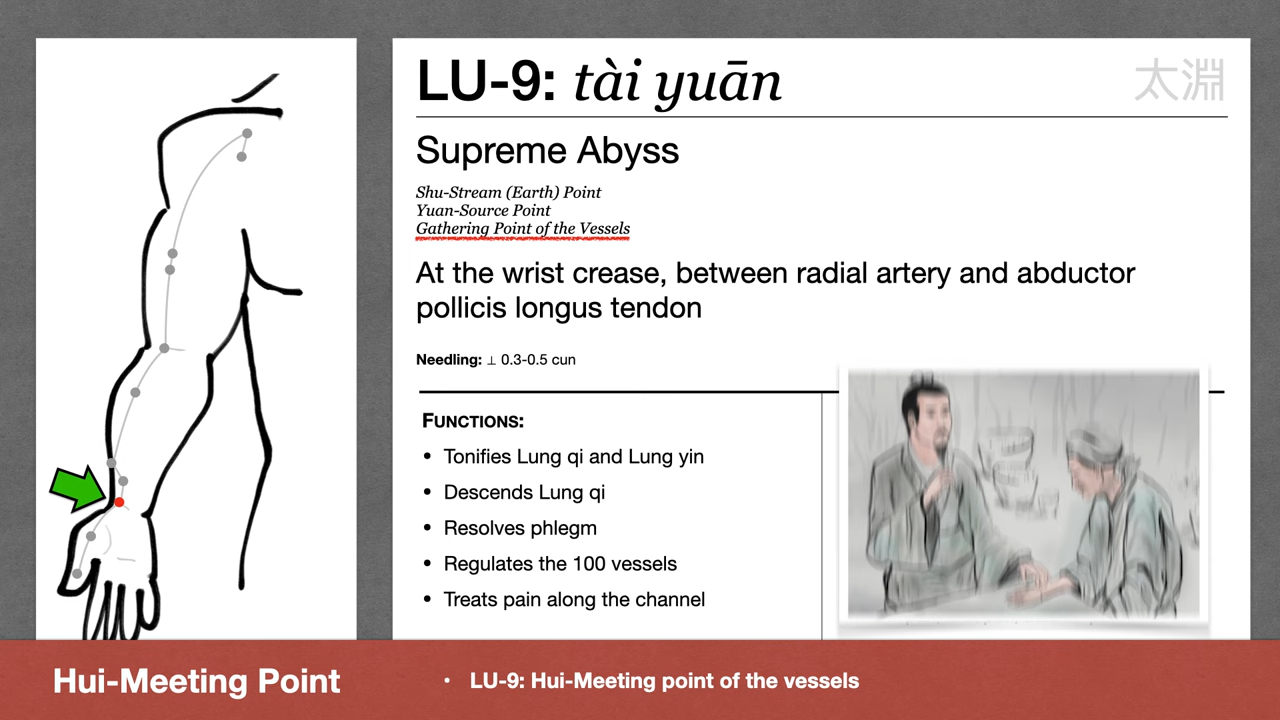 LU-9: tài yuān
太淵
Supreme Abyss
Shu-Stream (Earth) Point
Yuan-Source Point
Gathering Point of the Vessels
At the wrist crease, between radial artery and abductor
pollicis longus tendon
Needling: ⊥ 0.3-0.5 cun
FUNCTIONS:
• Tonifies Lung qi and Lung yin
• Descends Lung qi
• Resolves phlegm
• Regulates the 100 vessels
• Treats pain along the channel
Hui-Meeting Point
• LU-9: Hui-Meeting point of the vessels